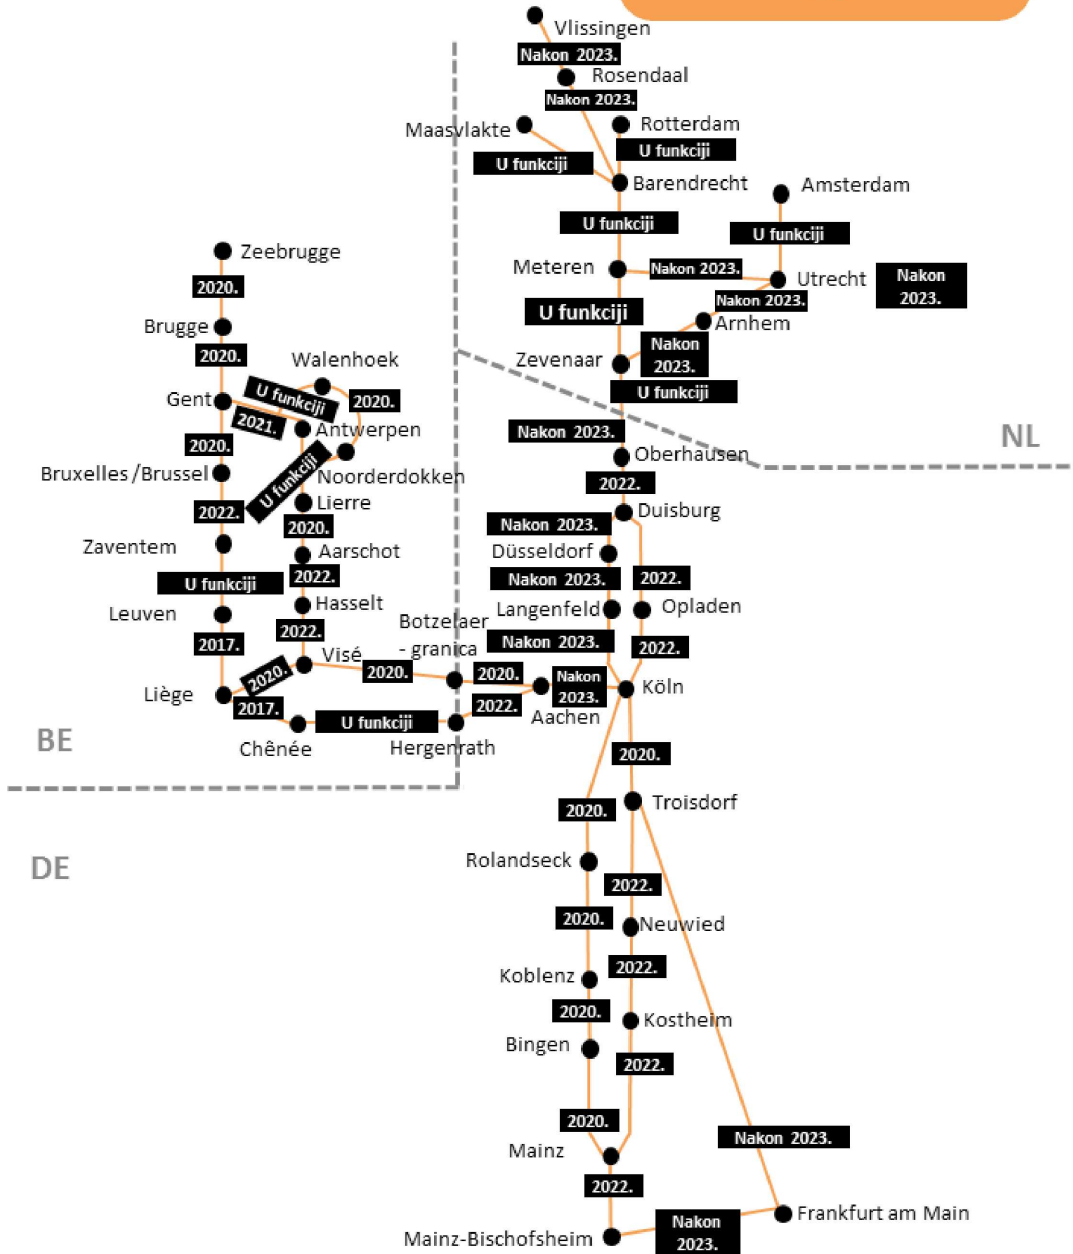 Vlissingen
Nakon 2023.
Rosendaal
Nakon 2023.
Maasvlakte
Rotterdam
U funkciji
U funkciji
Barendrecht
Amsterdam
U funkciji
U funkciji
Meteren
Nakon 2023.
Utrecht
Nakon
2023.
Nakon 2023.
U funkciji
Arnhem
Nakon
2023.
Zevenaar
U funkciji
Zeebrugge
2020.
Brugge
2020.
Walenhoek
Gent
U funkciji
2020.
2021.
Antwerpen
2020.
Bruxelles/Brussel
U funkciji
Noorderdokken
Lierre
2022.
2020.
Zaventem
Aarschot
U funkciji
2022.
Leuven
Hasselt
2017.
2022.
Visé
Botzelaer
- granica
2020.
2020.
2020.
Liège
2017.
Chênée
U funkciji
Hergenrath
2022.
Aachen
Nakon
2023.
Köln
BE
NL
DE
Nakon 2023.
Oberhausen
2022.
Duisburg
Nakon 2023.
Düsseldorf
Nakon 2023.
2022.
Langenfeld
Opladen
Nakon 2023.
2022.
2020.
Troisdorf
2020.
Rolandseck
2022.
2020.
Neuwied
2022.
Koblenz
2020.
Kostheim
Bingen
2022.
2020.
Nakon 2023.
Mainz
2022.
Frankfurt am Main
Nakon
2023.
Mainz-Bischofsheim